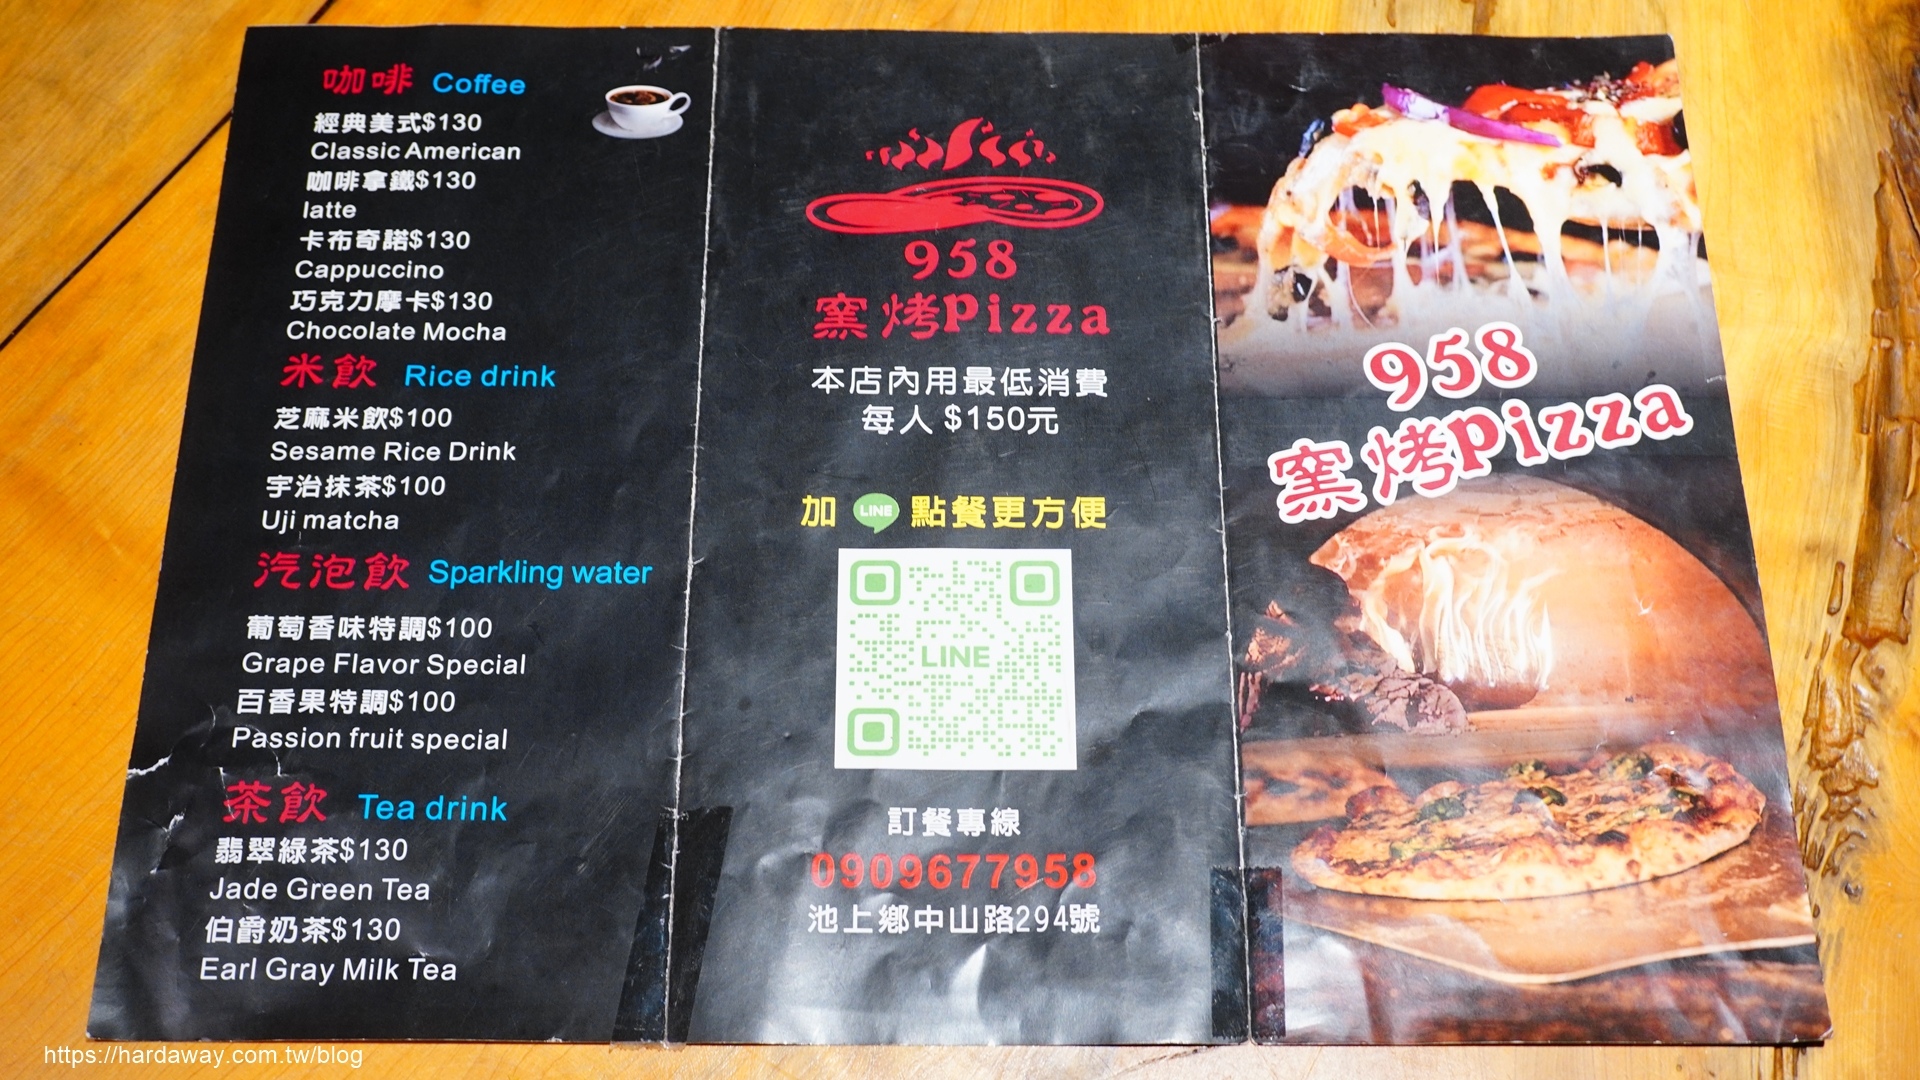 咖啡 Coffee
經典美式$130
Classic American
咖啡拿鐵$130
latte
卡布奇諾$130
Cappuccino
巧克力摩卡$130
Chocolate Mocha
米飲 Rice drink
芝麻米飲$100
Sesame Rice Drink
宇治抹茶$100
Uji matcha
汽泡飲 Sparkling water
葡萄香味特調$100
Grape Flavor Special
百香果特調$100
Passion fruit special
茶飲 Tea drink
翡翠綠茶$130
Jade Green Tea
伯爵奶茶$130
Earl Gray Milk Tea
958
窯烤Pizza
本店內用最低消費
每人 $150元
加 LINE 點餐更方便
LINE
訂餐專線
0909677958
池上鄉中山路294號
958
窯烤Pizza
https://hardaway.com.tw/blog